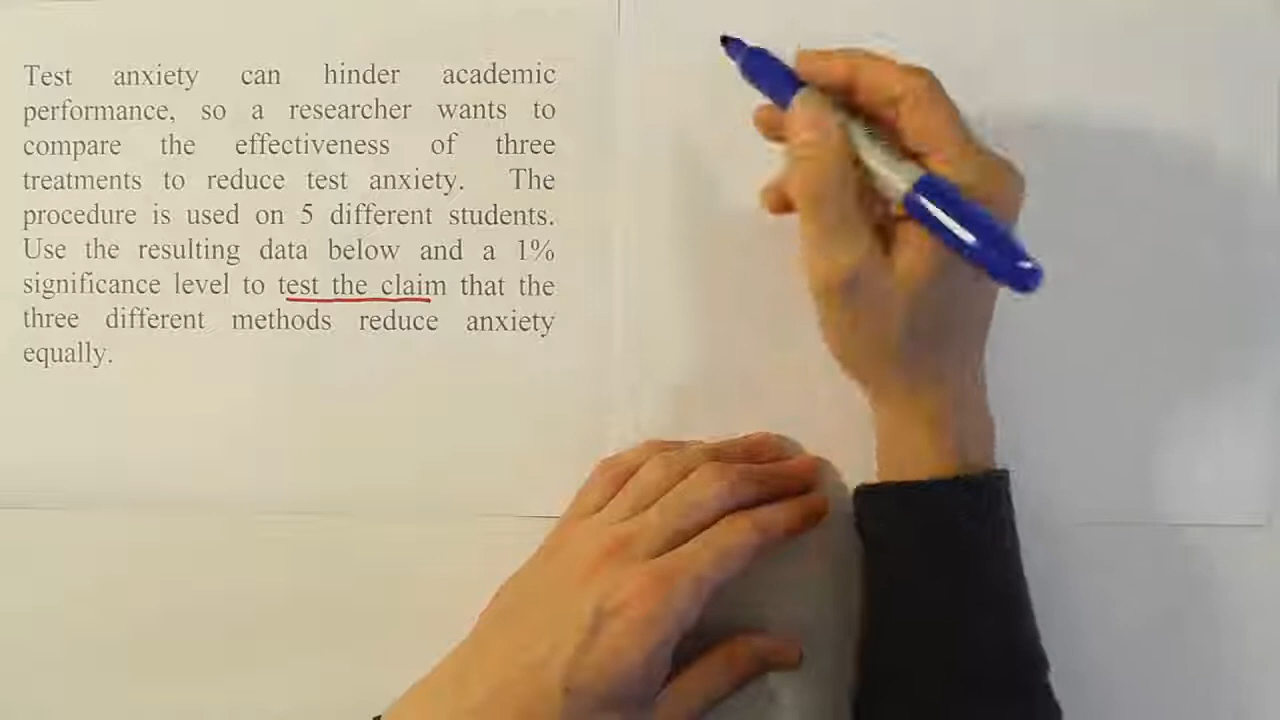 Test anxiety can hinder academic
performance, so a researcher wants to
compare the effectiveness of three
treatments to reduce test anxiety. The
procedure is used on 5 different students.
Use the resulting data below and a 1%
significance level to test the claim that the
three different methods reduce anxiety
equally.